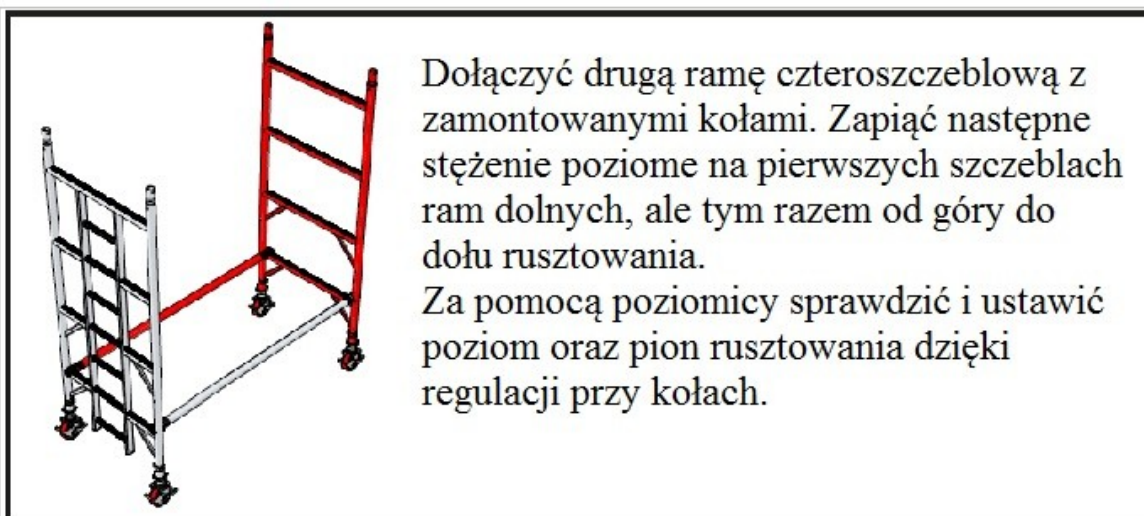 Dołączyć drugą ramę czteroszczeblową z
zamontowanymi kołami. Zapiąć następne
stężenie poziome na pierwszych szczeblach
ram dolnych, ale tym razem od góry do
dołu rusztowania.
Za pomocą poziomicy sprawdzić i ustawić
poziom oraz pion rusztowania dzięki
regulacji przy kołach.